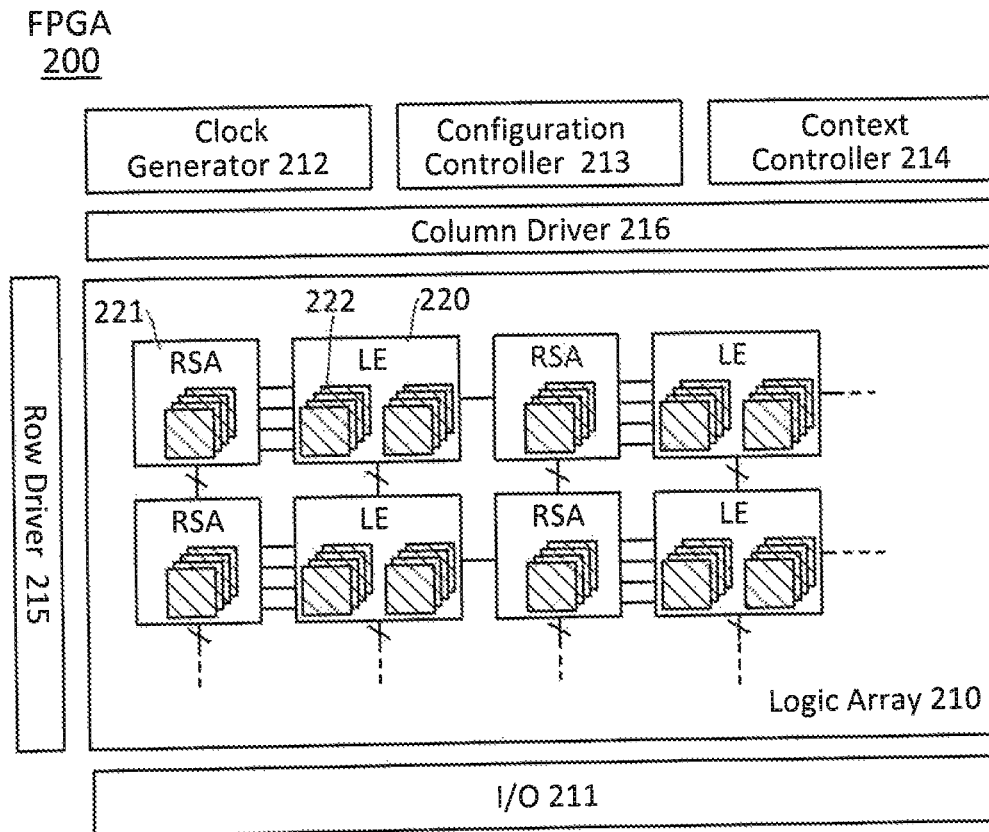 FPGA
200
Clock
Generator 212
Configuration
Controller 213
Context
Controller 214
Column Driver 216
Row Driver 215
221
222
220
RSA
LE
RSA
LE
RSA
LE
RSA
LE
Logic Array 210
I/O 211